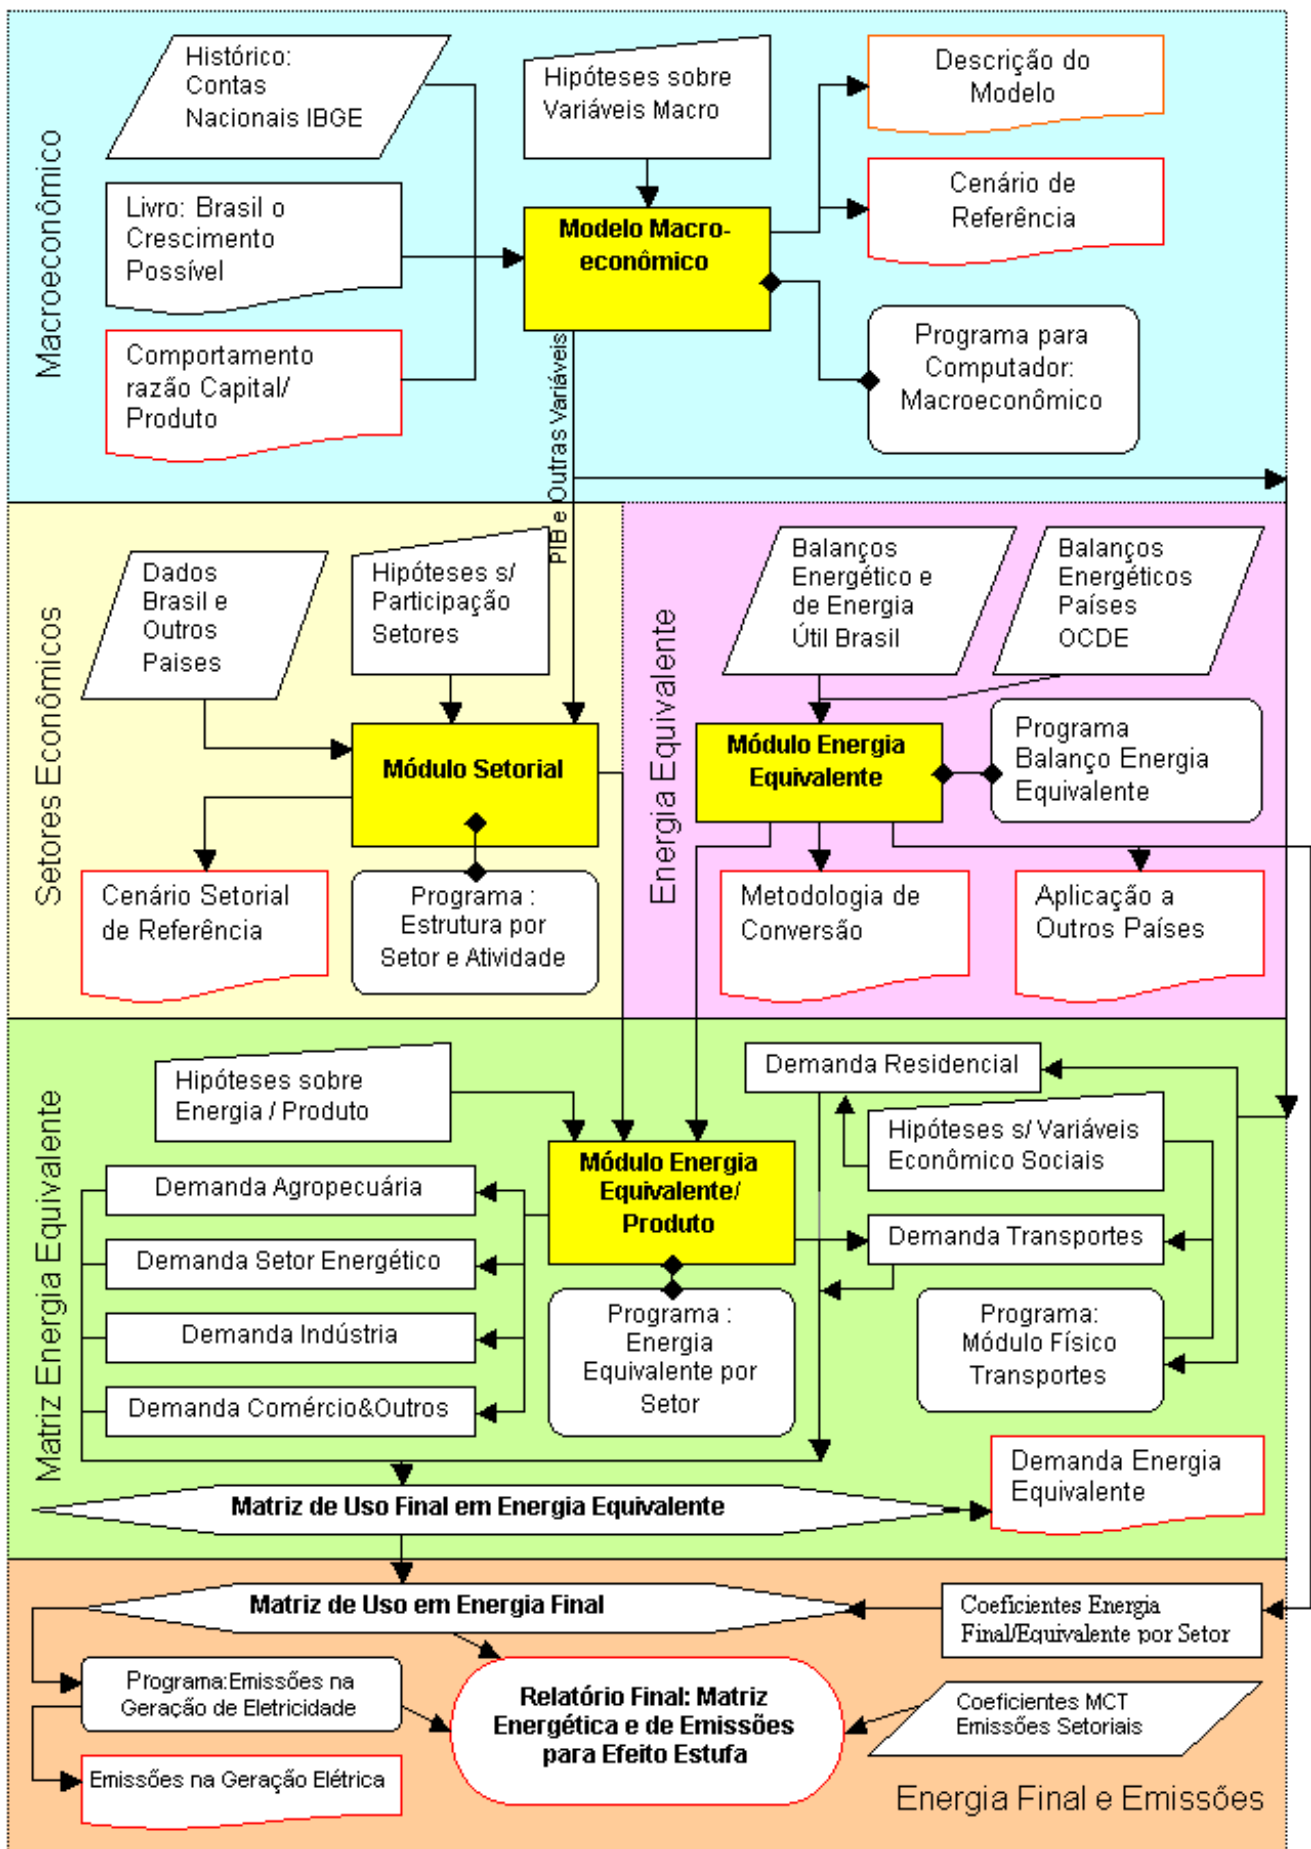 Macroeconômico
Histórico:
Contas
Nacionais IBGE
Hipóteses sobre
Variáveis Macro
Descrição do
Modelo
Livro: Brasil o
Crescimento
Possível
Modelo Macro-
econômico
Cenário de
Referência
Comportamento
razão Capital/
Produto
Programa para
Computador:
Macroeconômico
PIB e Outras Variáveis
Setores Econômicos
Dados
Brasil e
Outros
Paises
Hipóteses s/
Participação
Setores
Módulo Setorial
Cenário Setorial
de Referência
Programa :
Estrutura por
Setor e Atividade
Energia Equivalente
Balanços
Energético e
de Energia
Útil Brasil
Balanços
Energéticos
Países
OCDE
Módulo Energia
Equivalente
Programa
Balanço Energia
Equivalente
Metodologia de
Conversão
Aplicação a
Outros Países
Matriz Energia Equivalente
Hipóteses sobre
Energia / Produto
Demanda Residencial
Hipóteses s/ Variáveis
Econômico Sociais
Módulo Energia
Equivalente/
Produto
Demanda Agropecuária
Demanda Setor Energético
Demanda Indústria
Demanda Comércio&Outros
Demanda Transportes
Programa :
Energia
Equivalente por
Setor
Programa:
Módulo Físico
Transportes
Matriz de Uso Final em Energia Equivalente
Demanda Energia
Equivalente
Matriz de Uso em Energia Final
Coeficientes Energia
Final/Equivalente por Setor
Programa:Emissões na
Geração de Eletricidade
Relatório Final: Matriz
Energética e de Emissões
para Efeito Estufa
Coeficientes MCT
Emissões Setoriais
Emissões na Geração Elétrica
Energia Final e Emissões